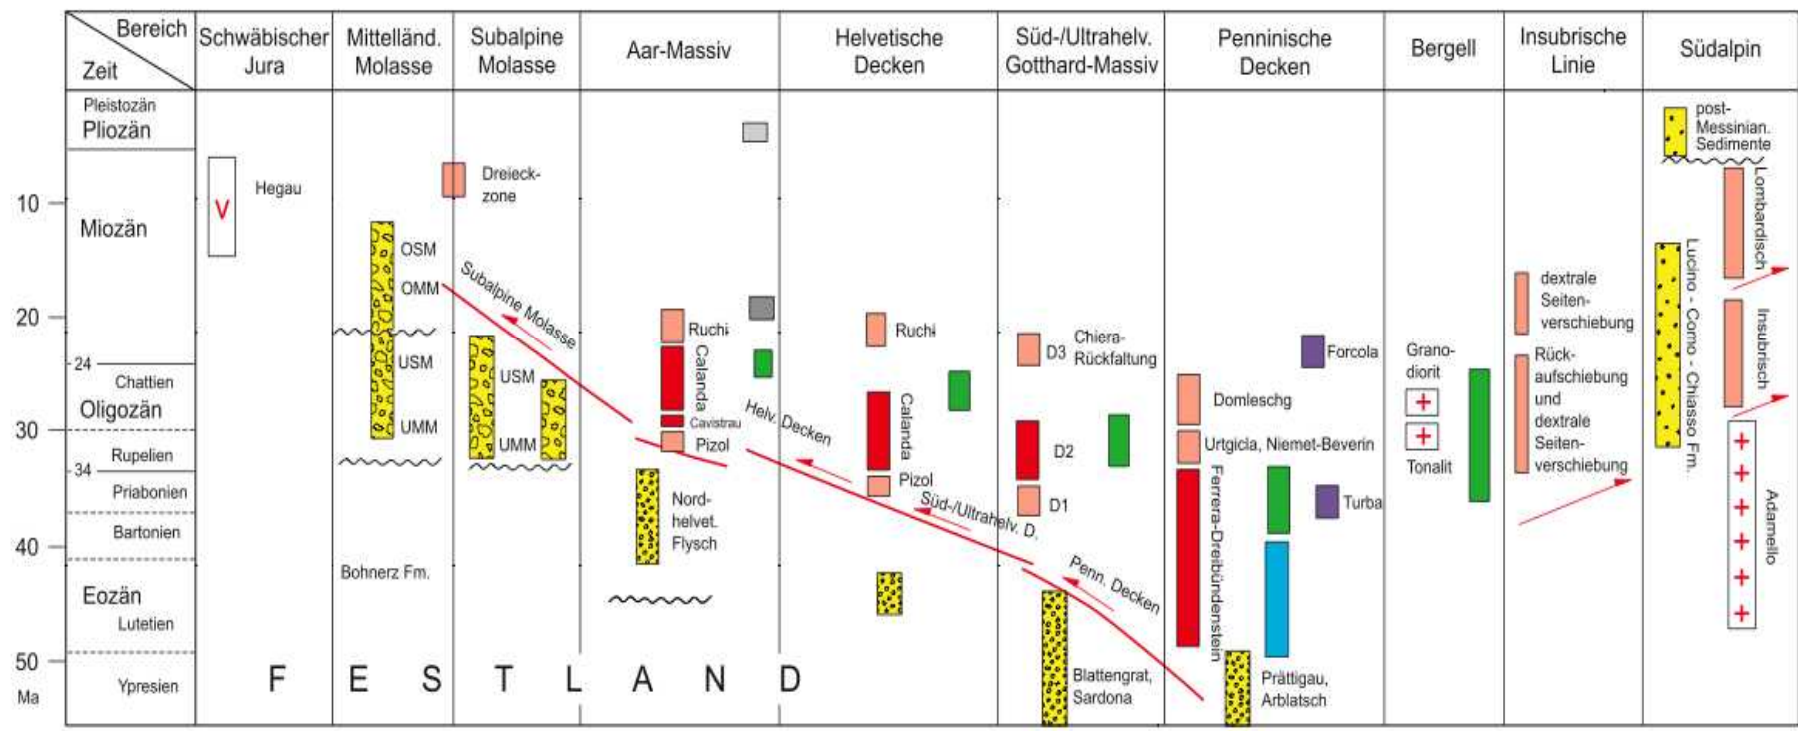 Bereich
Zeit
Schwäbischer
Jura
Mittelländ.
Molasse
Subalpine
Molasse
Aar-Massiv
Helvetische
Decken
Süd-/Ultrahelv.
Gotthard-Massiv
Penninische
Decken
Bergell
Insubrische
Linie
Südalpin
Pleistozän
Pliozän
10
Miozän
20
24
Chattien
Oligozän
30
Rupelien
34
Priabonien
Bartonien
40
Eozän
Lutetien
50
Ma
Ypresien
V
Hegau
OSM
OMM
USM
UMM
Bohnerz Fm.
Dreieck-
zone
Subalpine Molasse
USM
UMM
Ruchi
Calanda
Cavistrau
Pizol
Nord-
helvet.
Flysch
Helv. Decken
Ruchi
Calanda
Pizol
Süd-/Ultrahelv. D.
D3
Chiera-
Rückfaltung
D2
D1
Penn. Decken
Blattengrat,
Sardona
Forcola
Domleschg
Urtgicla, Niemet-Beverin
Ferrera-Dreibündenstein
Turba
Prättigau,
Arblatsch
Grano-
diorit
+
+
Tonalit
dextrale
Seiten-
verschiebung
Rück-
aufschiebung
und
dextrale
Seiten-
verschiebung
post-
Messinian.
Sedimente
Lombardisch
Lucino - Como - Chiasso Fm.
Insubrisch
Adamello
+
+
+
+
+
+
F E S T L A N D